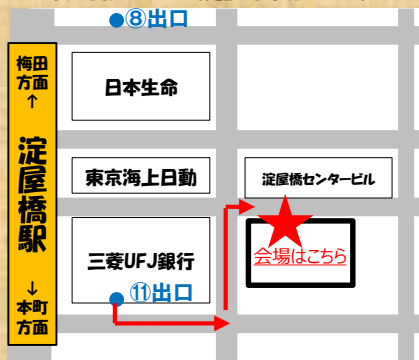 ⑧出口
梅田
方面
↑
淀屋橋駅
↓
本町
方面
日本生命
東京海上日動
淀屋橋センタービル
三菱UFJ銀行
会場はこちら
⑪出口